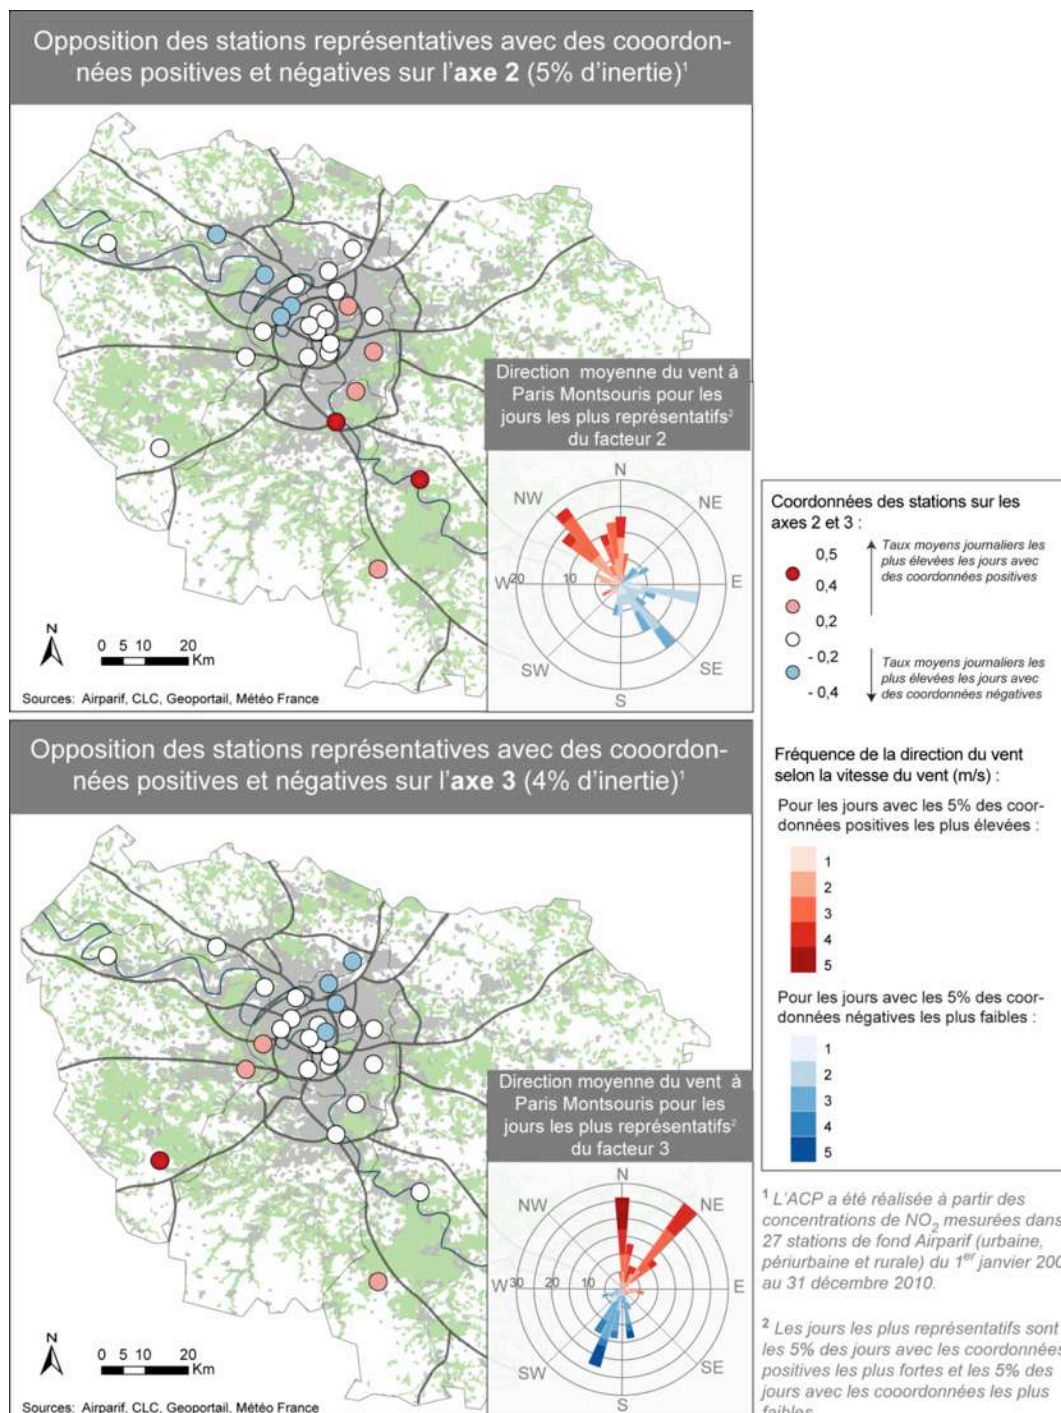 Opposition des stations représentatives avec des cooordon-
nées positives et négatives sur l'axe 2 (5% d'inertie)¹
Direction moyenne du vent à
Paris Montsouris pour les
jours les plus représentatifs²
du facteur 2
N
NW
NE
W
20
10
E
SW
SE
S
N
0 5 10 20
Km
Sources: Airparif, CLC, Geoportail, Météo France
Opposition des stations représentatives avec des cooordon-
nées positives et négatives sur l'axe 3 (4% d'inertie)¹
Direction moyenne du vent à
Paris Montsouris pour les
jours les plus représentatifs²
du facteur 3
N
NW
NE
W
30
20
10
E
SW
SE
S
N
0 5 10 20
Km
Sources: Airparif, CLC, Geoportail, Météo France
Coordonnées des stations sur les
axes 2 et 3 :
0,5
0,4
0,2
- 0,2
- 0,4
Taux moyens journaliers les
plus élevées les jours avec
des coordonnées positives
Taux moyens journaliers les
plus élevées les jours avec
des coordonnées négatives
Fréquence de la direction du vent
selon la vitesse du vent (m/s) :
Pour les jours avec les 5% des coor-
données positives les plus élevées :
1
2
3
4
5
Pour les jours avec les 5% des coor-
données négatives les plus faibles :
1
2
3
4
5
¹ L'ACP a été réalisée à partir des
concentrations de NO₂ mesurées dans
27 stations de fond Airparif (urbaine,
périurbaine et rurale) du 1er janvier 200
au 31 décembre 2010.
² Les jours les plus représentatifs sont
les 5% des jours avec les coordonnées
positives les plus fortes et les 5% des
jours avec les cooordonnées les plus
faibles